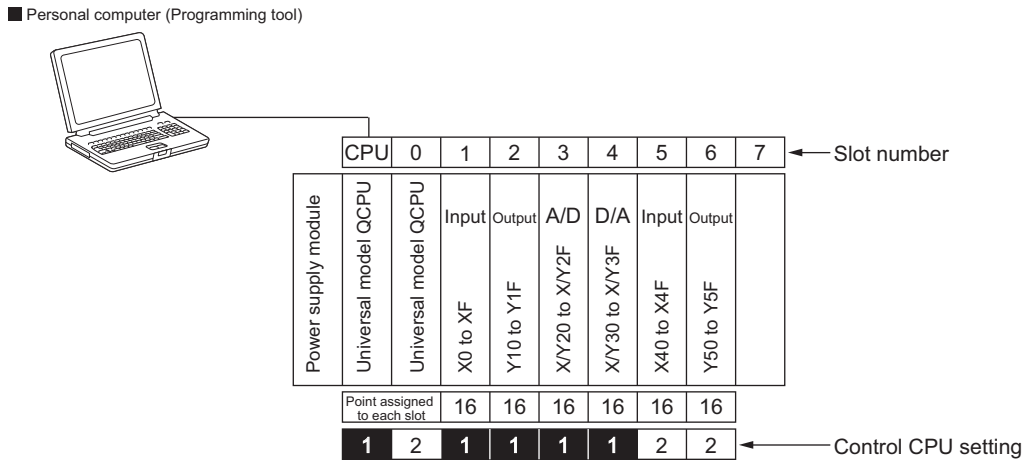 ■ Personal computer (Programming tool)
CPU 0 1 2 3 4 5 6 7 Slot number
Power supply module
Universal model QCPU
Universal model QCPU
Input X0 to XF
Output Y10 to Y1F
A/D X/Y20 to X/Y2F
D/A X/Y30 to X/Y3F
Input X40 to X4F
Output Y50 to Y5F
Point assigned
to each slot
16 16 16 16 16 16
1 2 1 1 1 1 2 2 Control CPU setting